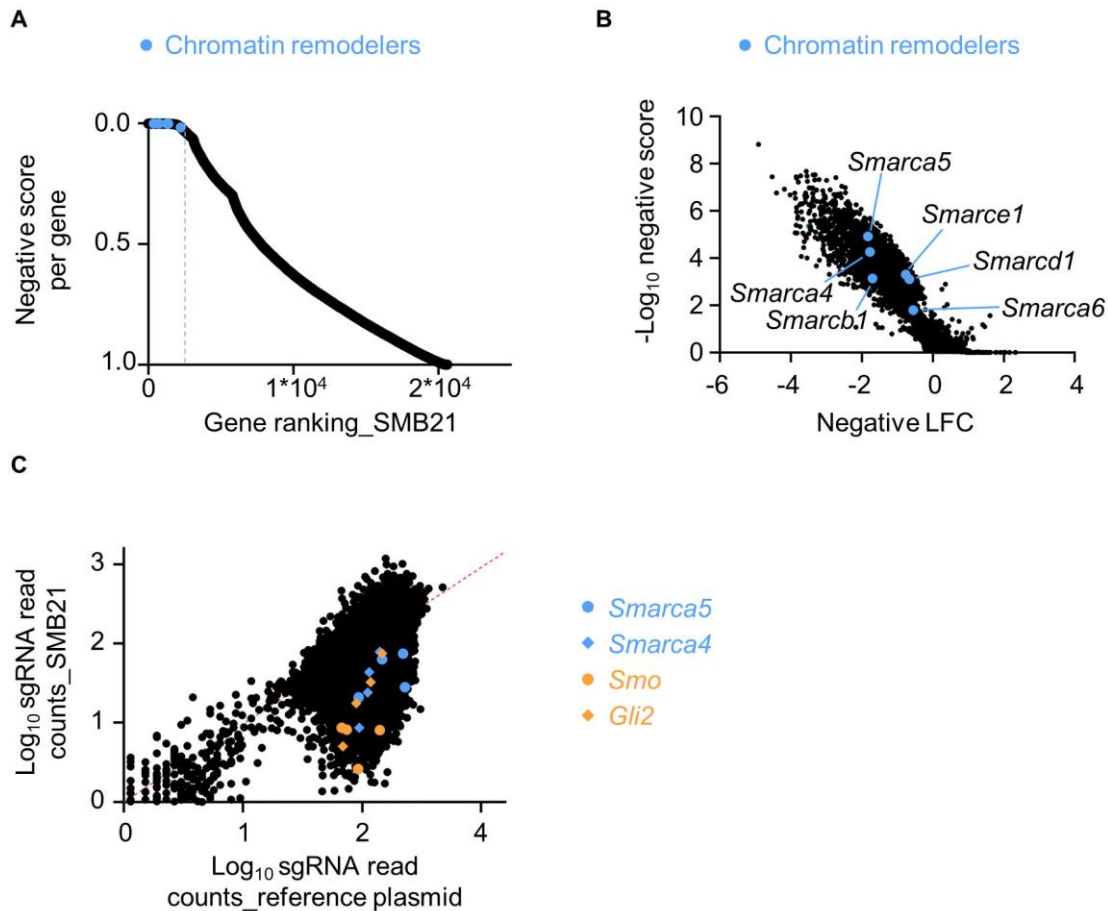 A
Chromatin remodelers
0.0
0.5
1.0
Negative score
per gene
0
1*10⁴
2*10⁴
Gene ranking_SMB21
B
Chromatin remodelers
10
8
6
4
2
0
-Log₁₀ negative score
Smarca5
Smarce1
Smarcd1
Smarca4
Smarcb1
Smarca6
-6
-4
-2
0
2
4
Negative LFC
C
3
2
1
0
Log₁₀ sgRNA read
counts_SMB21
0
1
2
4
Log₁₀ sgRNA read
counts_reference plasmid
Smarca5
Smarca4
Smo
Gli2